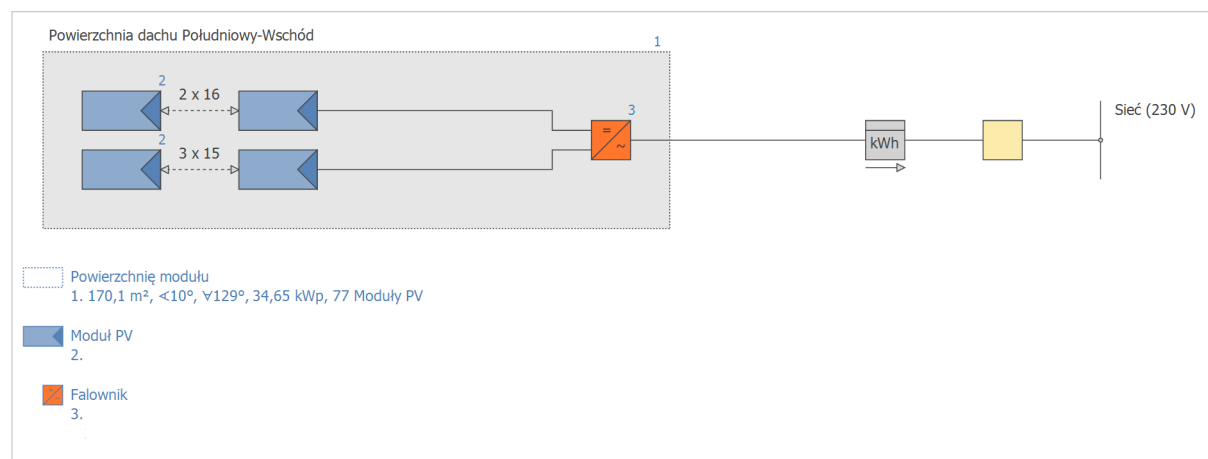 Powierzchnia dachu Południowy-Wschód
1
2
2 x 16
2
3 x 15
3
= ~
kWh
Sieć (230 V)
Powierzchnię modułu
1. 170,1 m², ∢10°, ∀129°, 34,65 kWp, 77 Moduły PV
Moduł PV
2.
Falownik
3.